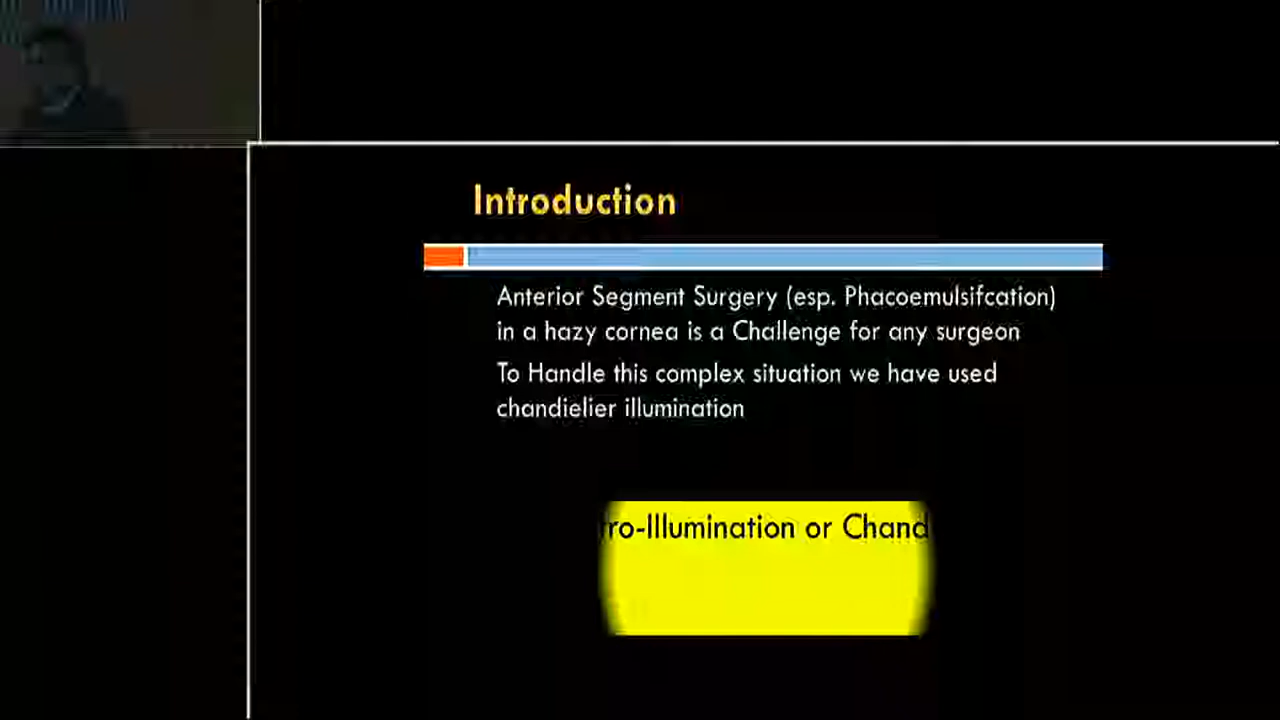 Introduction
Anterior Segment Surgery (esp. Phacoemulsifcation)
in a hazy cornea is a Challenge for any surgeon
To Handle this complex situation we have used
chandielier illumination
ro-Illumination or Chand